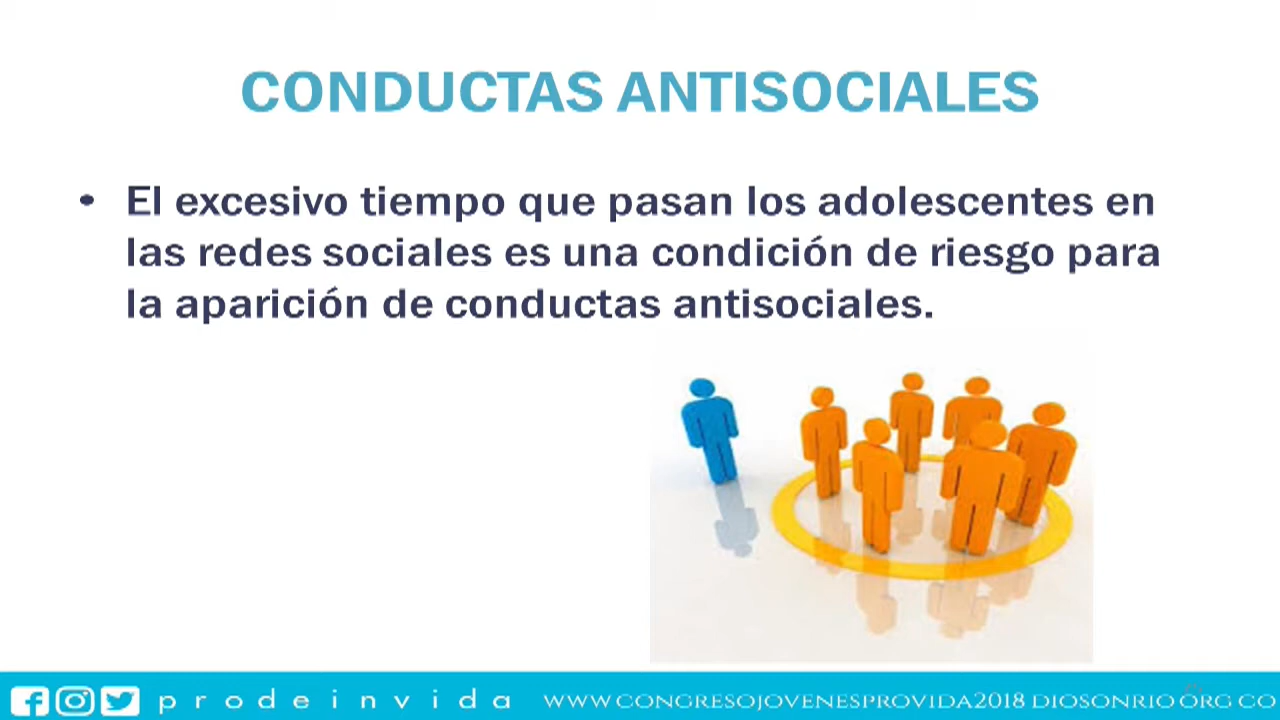 CONDUCTAS ANTISOCIALES
• El excesivo tiempo que pasan los adolescentes en
las redes sociales es una condición de riesgo para
la aparición de conductas antisociales.
prodeinvida WWW.CONGRESOJOVENESPROVIDA2018 DIOSONRIO ORG CO